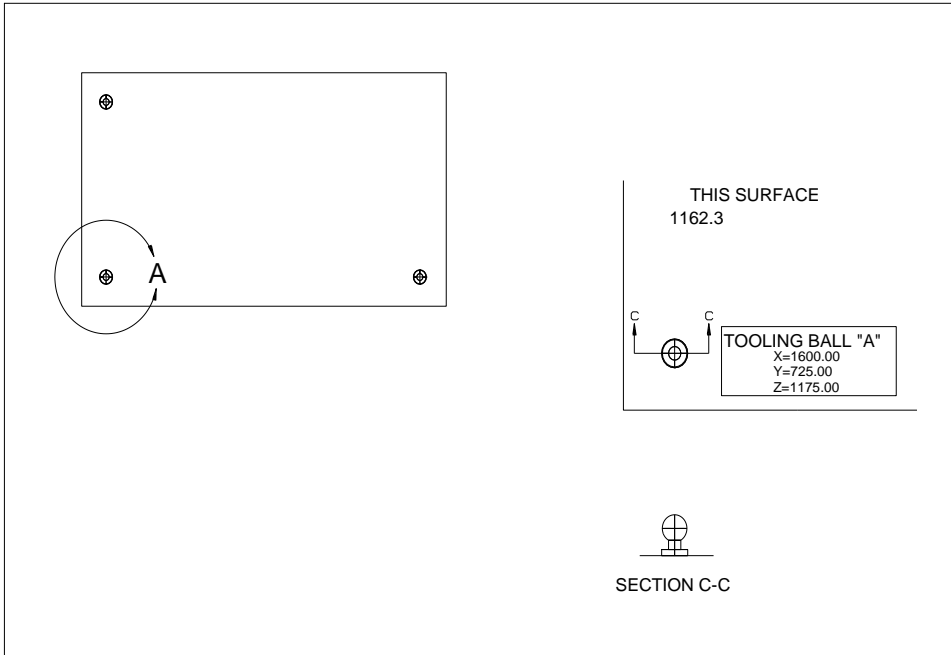 A
THIS SURFACE
1162.3
C C
TOOLING BALL "A"
X=1600.00
Y=725.00
Z=1175.00
SECTION C-C